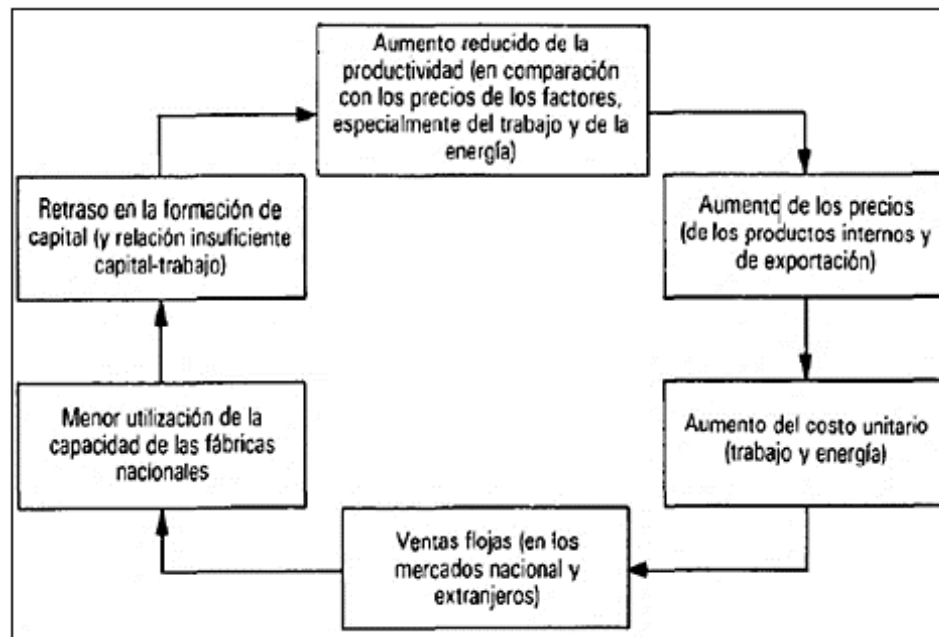 Aumento reducido de la
productividad (en comparación
con los precios de los factores,
especialmente del trabajo y de la
energía)
Aumento de los precios
(de los productos internos y
de exportación)
Aumento del costo unitario
(trabajo y energía)
Ventas flojas (en los
mercados nacional y
extranjeros)
Menor utilización de la
capacidad de las fábricas
nacionales
Retraso en la formación de
capital (y relación insuficiente
capital-trabajo)